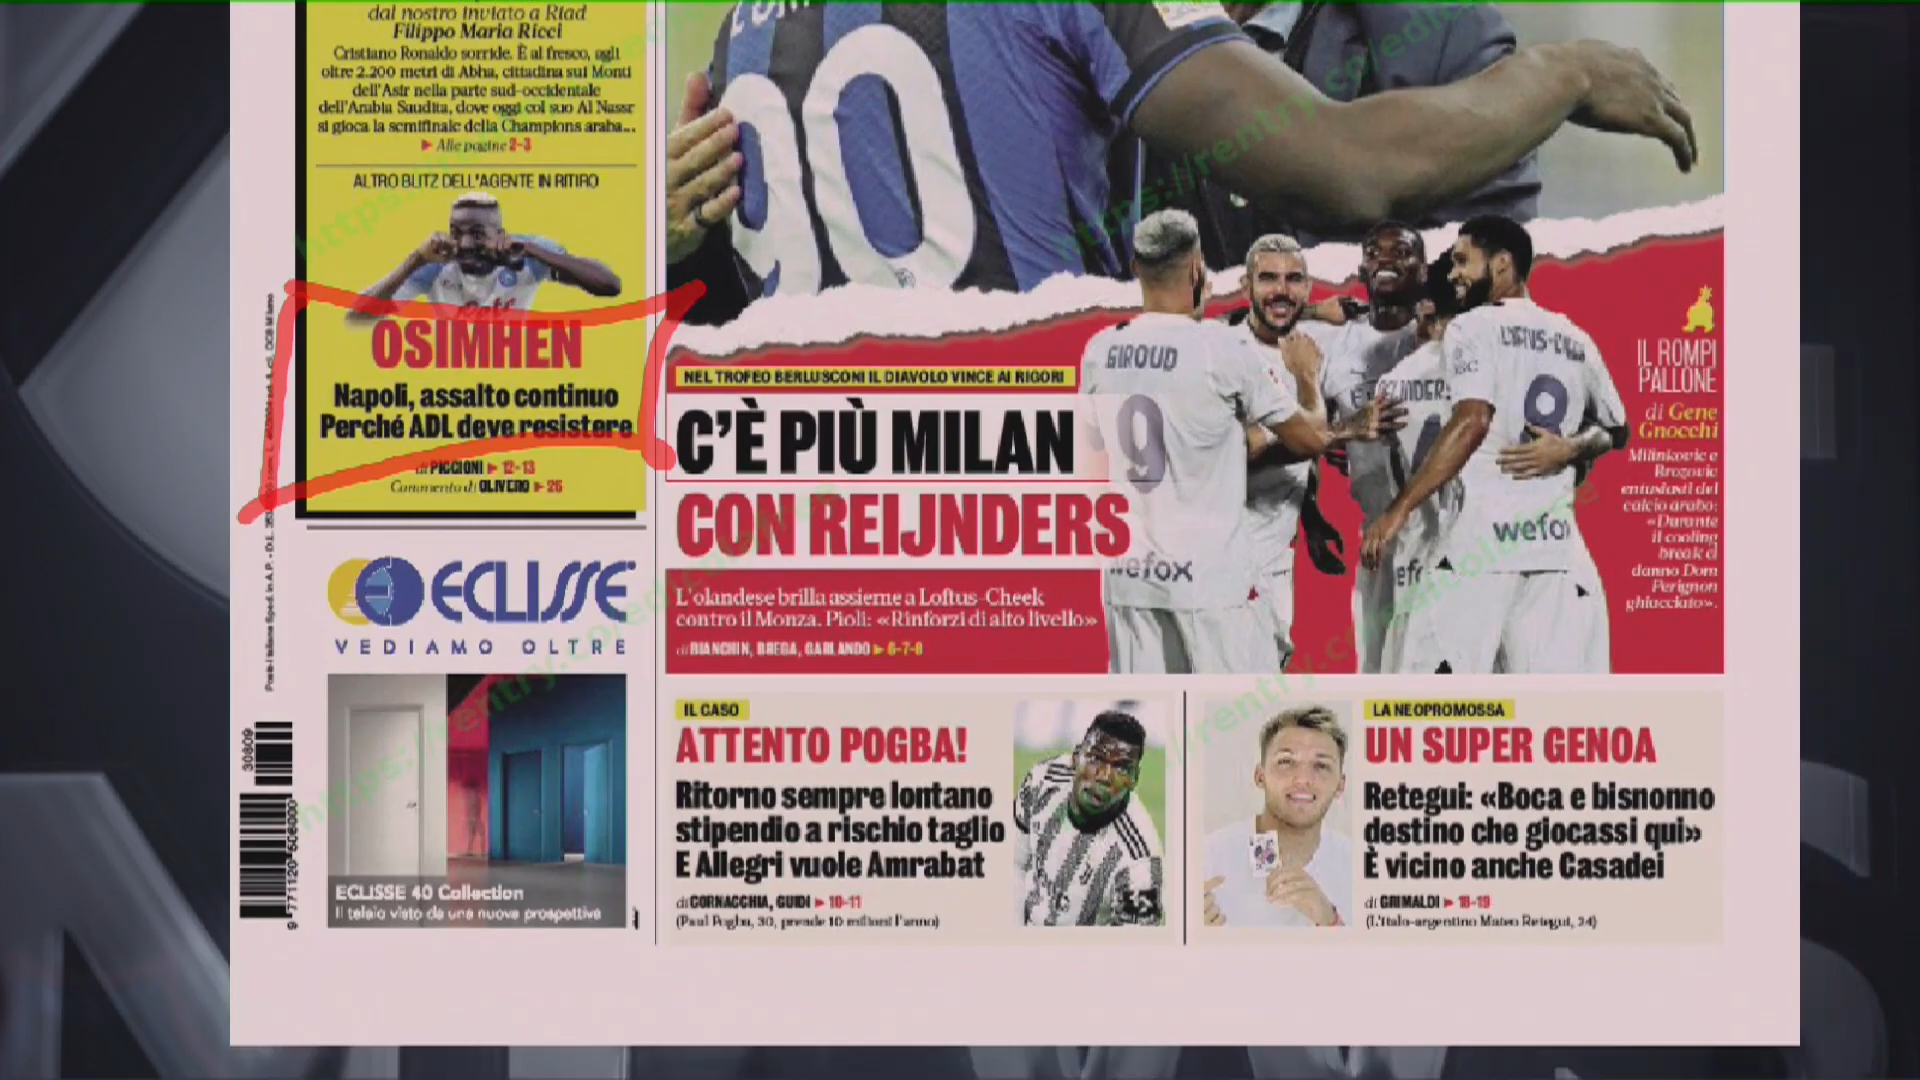 dal nostro inviato a Riad
Filippo Maria Ricci
Cristiano Ronaldo sorride. È al fresco, agli
oltre 2.200 metri di Abha, cittadina sui Monti
dell'Asir nella parte sud-occidentale
dell'Arabia Saudita, dove oggi col suo Al Nassr
si gioca la semifinale della Champions araba...
Alle pagine 2-3
ALTRO BLITZ DELL'AGENTE IN RITIRO
OSIMHEN
Napoli, assalto continuo
Perché ADL deve resistere
di PICCIONI 12-13
Commento di OLIVERO 26
ECLISSE
VEDIAMO OLTRE
ECLISSE 40 Collection
Il telaio visto da una nuova prospettiva
30809
9 771120 506000
90
NEL TROFEO BERLUSCONI IL DIAVOLO VINCE AI RIGORI
C'È PIÙ MILAN
CON REIJNDERS
L'olandese brilla assieme a Loftus-Cheek
contro il Monza. Pioli: «Rinforzi di alto livello»
di BIANCHIN, BREGA, GARLANDO 6-7-8
GIROUD
9
wefox
8
wefox
IL ROMPI
PALLONE
di Gene
Gnocchi
Milinkovic e
Brozovic
entusiasti del
calcio arabo:
«Durante
il cooling
break ci
danno Dom
Perignon
ghiacciato».
IL CASO
ATTENTO POGBA!
Ritorno sempre lontano
stipendio a rischio taglio
E Allegri vuole Amrabat
di CORNACCHIA, GUIDI 10-11
(Paul Pogba, 30, prende 10 milioni l'anno)
LA NEOPROMOSSA
UN SUPER GENOA
Retegui: «Boca e bisnonno
destino che giocassi qui»
È vicino anche Casadei
di GRIMALDI 18-19
(L'italo-argentino Mateo Retegui, 24)